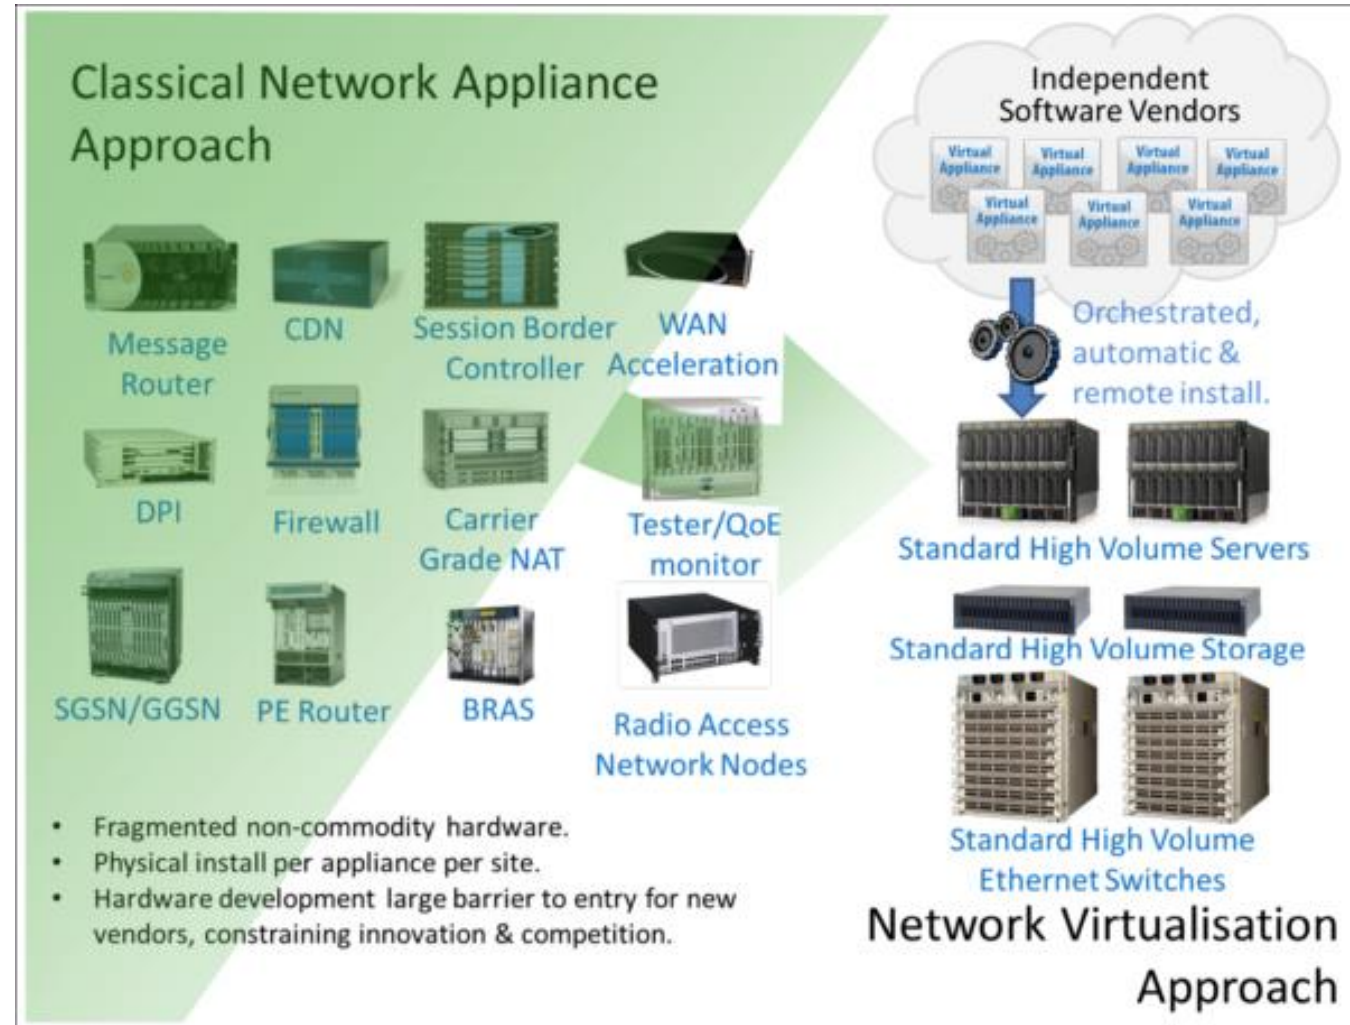 Classical Network Appliance
Approach
Message
Router
CDN
Session Border
Controller
WAN
Acceleration
DPI
Firewall
Carrier
Grade NAT
Tester/QoE
monitor
SGSN/GGSN
PE Router
BRAS
Radio Access
Network Nodes
• Fragmented non-commodity hardware.
• Physical install per appliance per site.
• Hardware development large barrier to entry for new
vendors, constraining innovation & competition.
Independent
Software Vendors
Virtual
Appliance
Virtual
Appliance
Virtual
Appliance
Virtual
Appliance
Virtual
Appliance
Virtual
Appliance
Virtual
Appliance
Orchestrated,
automatic &
remote install.
Standard High Volume Servers
Standard High Volume Storage
Standard High Volume
Ethernet Switches
Network Virtualisation
Approach